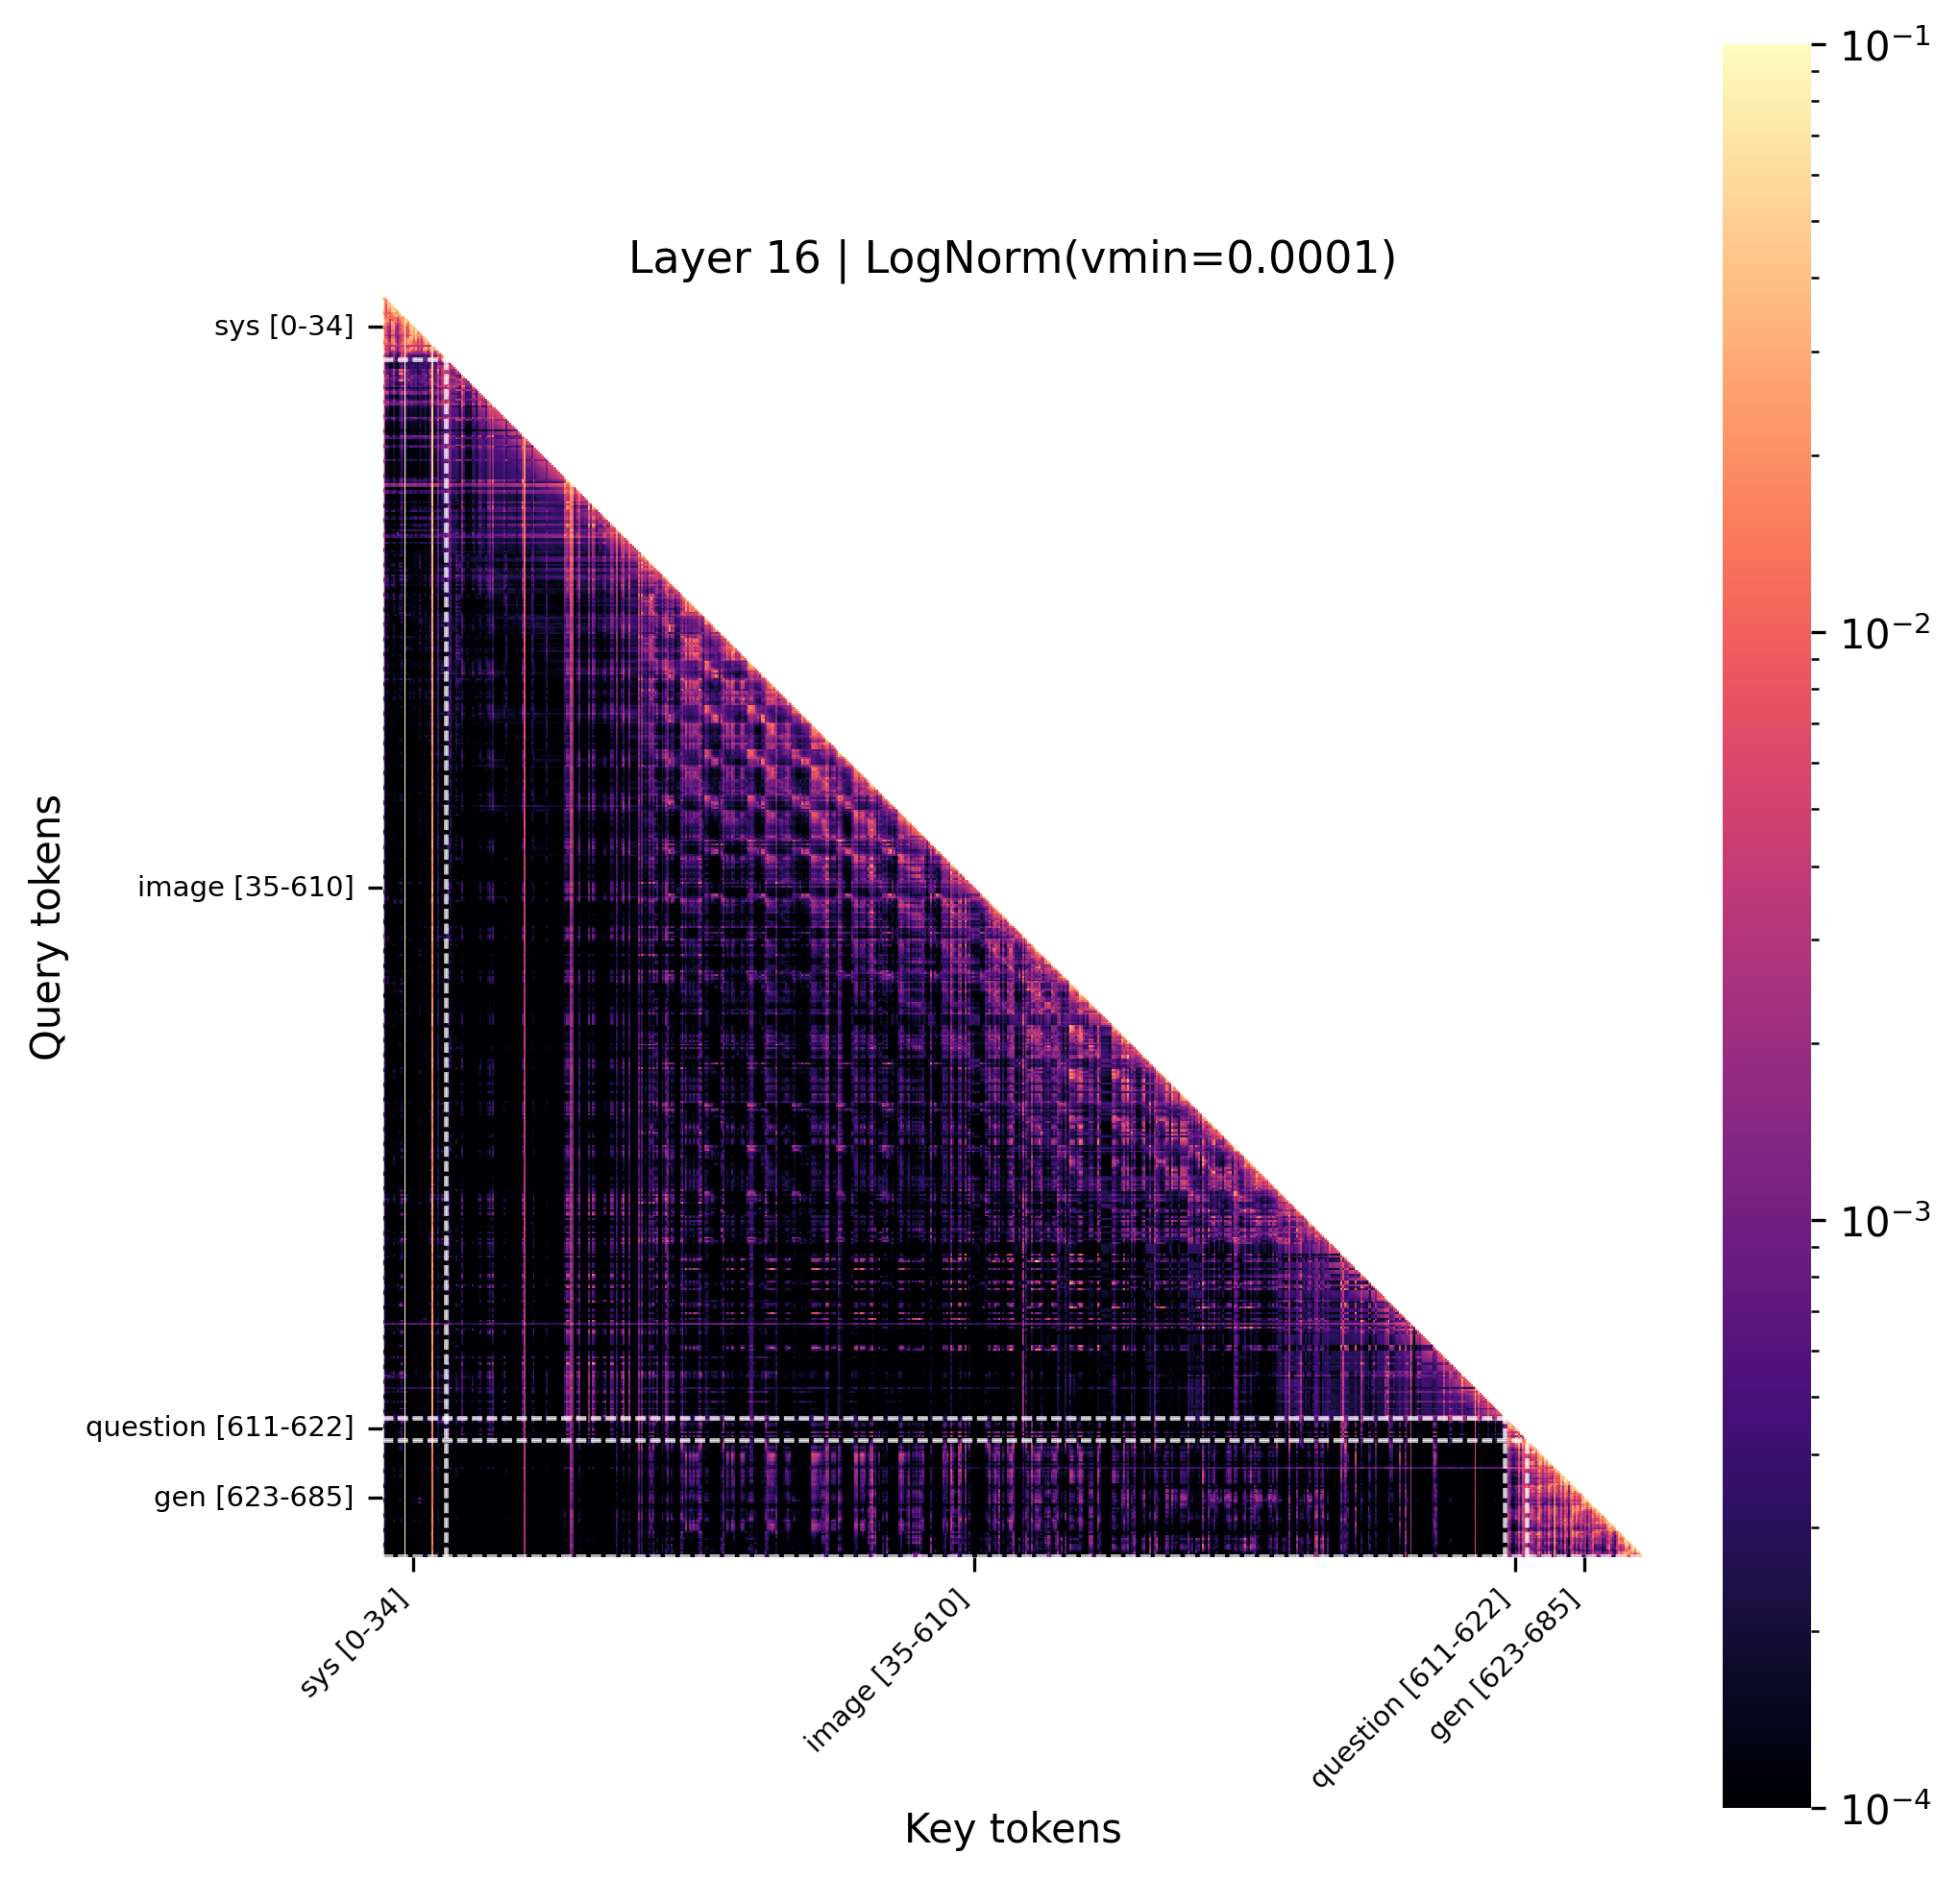 Layer 16 | LogNorm(vmin=0.0001)
Query tokens
sys [0-34]
image [35-610]
question [611-622]
gen [623-685]
sys [0-34]
image [35-610]
question [611-622]
gen [623-685]
Key tokens
10⁻¹
10⁻²
10⁻³
10⁻⁴